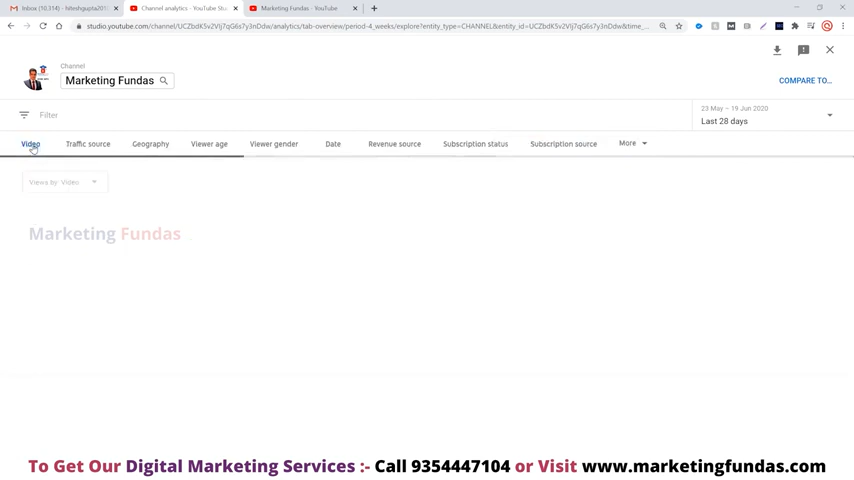 Inbox (10,314) - hiteshgupta201
Channel analytics - YouTube Stu
Marketing Fundas - YouTube
studio.youtube.com/channel/UCZbdK5v2VIj7qG6s7y3nDdw/analytics/tab-overview/period-4_weeks/explore?entity_type=CHANNEL&entity_id=UCZbdK5v2VIj7qG6s7y3nDdw&time_...
Channel
Marketing Fundas
COMPARE TO...
Filter
23 May – 19 Jun 2020
Last 28 days
Video
Traffic source
Geography
Viewer age
Viewer gender
Date
Revenue source
Subscription status
Subscription source
More
Views by: Video
Marketing Fundas
To Get Our Digital Marketing Services :- Call 9354447104 or Visit www.marketingfundas.com